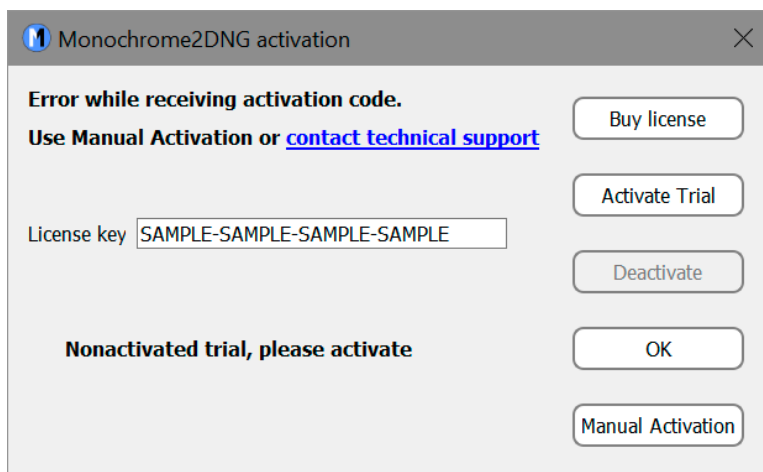 Monochrome2DNG activation
Error while receiving activation code.
Use Manual Activation or contact technical support
Buy license
Activate Trial
License key SAMPLE-SAMPLE-SAMPLE-SAMPLE
Deactivate
Nonactivated trial, please activate
OK
Manual Activation